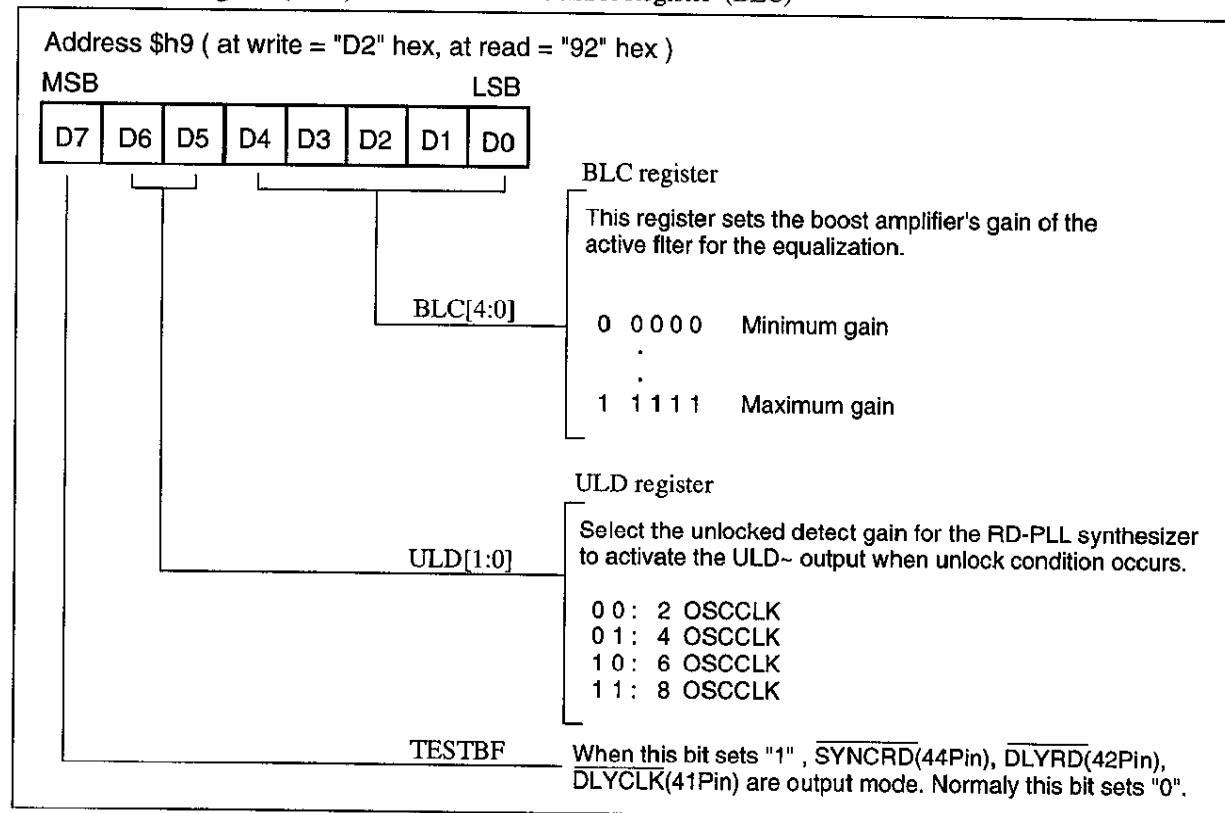 (BLC)
Address $h9 ( at write = "D2" hex, at read = "92" hex )
MSB LSB
D7 D6 D5 D4 D3 D2 D1 D0
BLC register
This register sets the boost amplifier's gain of the
active flter for the equalization.
BLC[4:0]
0 0000 Minimum gain
.
.
1 1111 Maximum gain
ULD register
Select the unlocked detect gain for the RD-PLL synthesizer
to activate the ULD~ output when unlock condition occurs.
ULD[1:0]
0 0 : 2 OSCCLK
0 1 : 4 OSCCLK
1 0 : 6 OSCCLK
1 1 : 8 OSCCLK
TESTBF
When this bit sets "1" , SYNCRD(44Pin), DLYRD(42Pin),
DLYCLK(41Pin) are output mode. Normaly this bit sets "0".